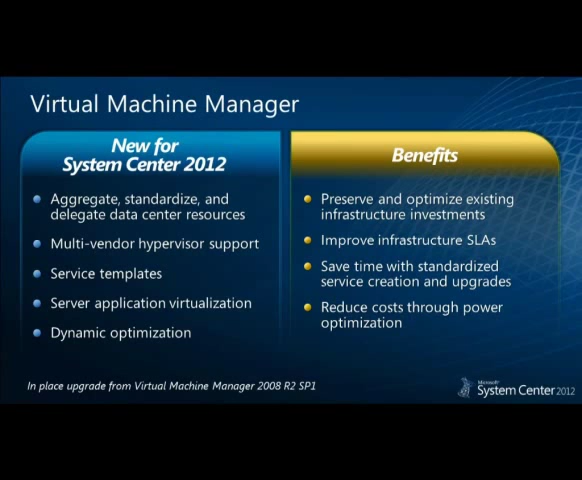 Virtual Machine Manager
New for
System Center 2012
Aggregate, standardize, and
delegate data center resources
Multi-vendor hypervisor support
Service templates
Server application virtualization
Dynamic optimization
Benefits
Preserve and optimize existing
infrastructure investments
Improve infrastructure SLAs
Save time with standardized
service creation and upgrades
Reduce costs through power
optimization
In place upgrade from Virtual Machine Manager 2008 R2 SP1
Microsoft
System Center 2012